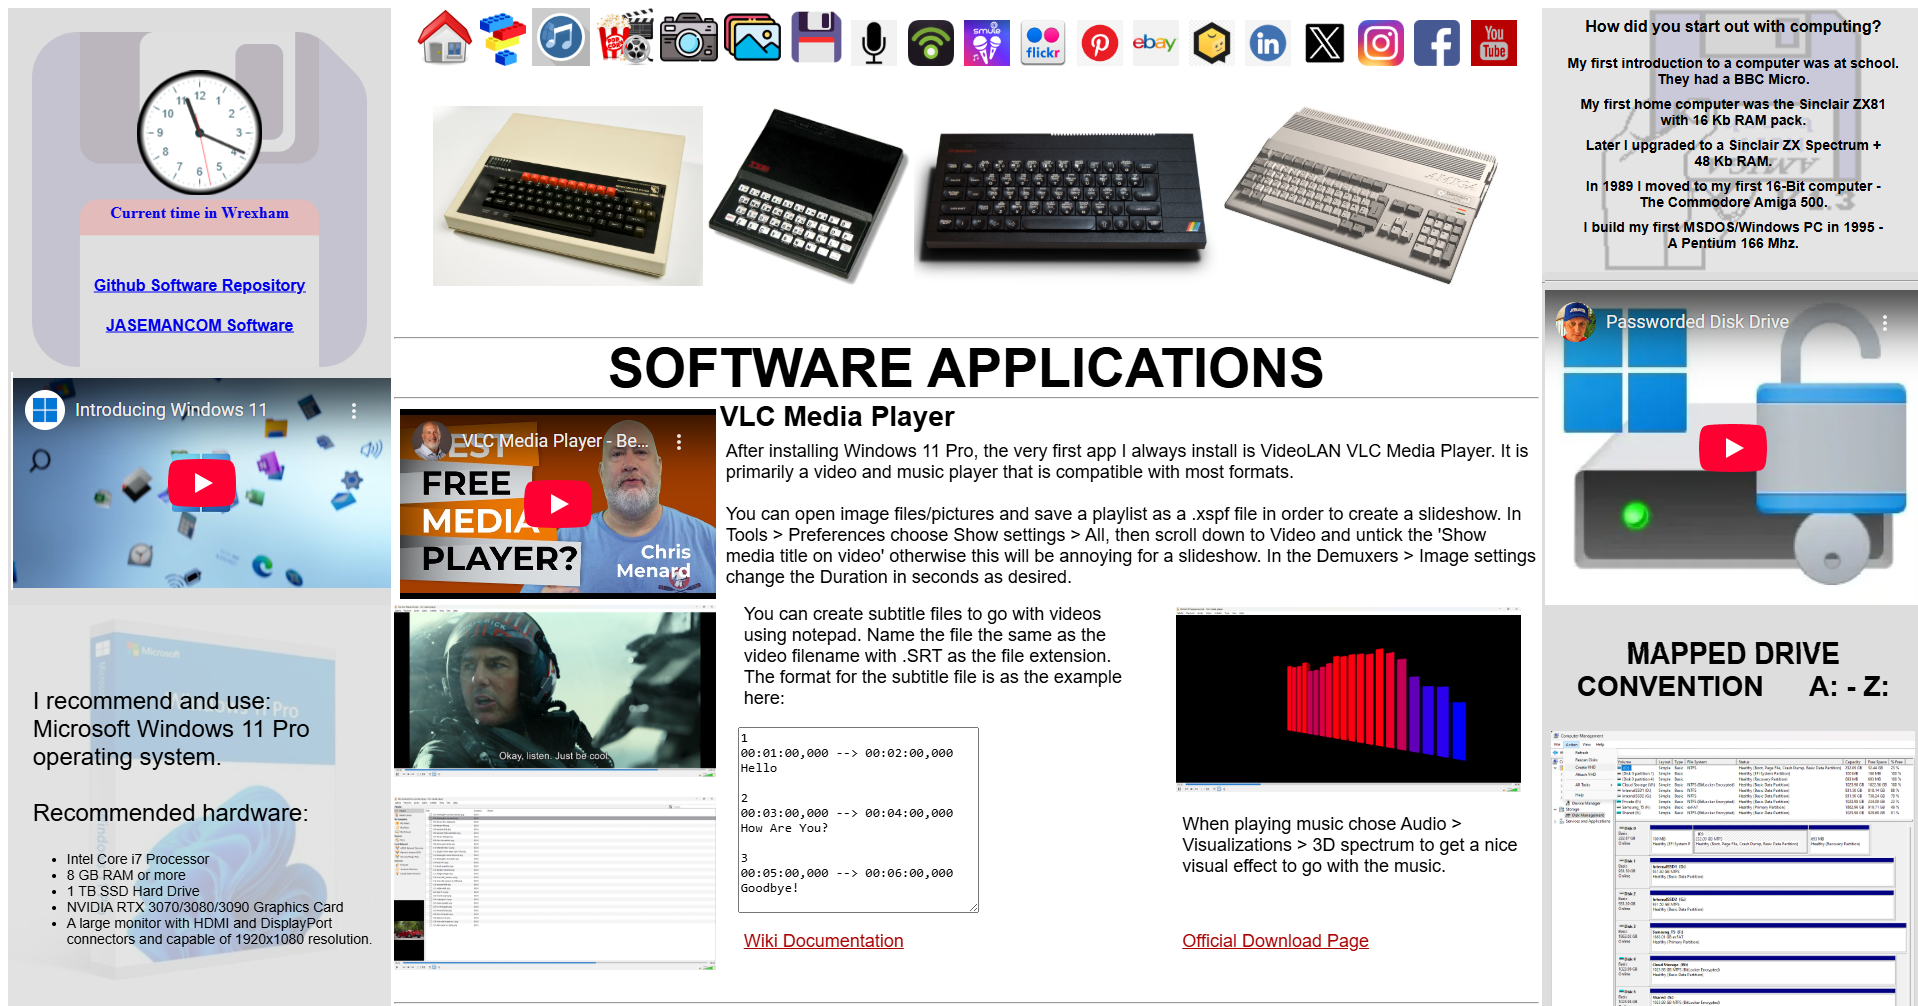 Current time in Wrexham
Github Software Repository
JASEMANCOM Software
Introducing Windows 11
Microsoft
I recommend and use:
Microsoft Windows 11 Pro
operating system.
Recommended hardware:
Intel Core i7 Processor
8 GB RAM or more
1 TB SSD Hard Drive
NVIDIA RTX 3070/3080/3090 Graphics Card
A large monitor with HDMI and DisplayPort
connectors and capable of 1920x1080 resolution.
smule
flickr
ebay
in
You
Tube
SOFTWARE APPLICATIONS
VLC Media Player - Be...
BEST
FREE
MEDIA
PLAYER?
Chris
Menard
VLC Media Player
After installing Windows 11 Pro, the very first app I always install is VideoLAN VLC Media Player. It is
primarily a video and music player that is compatible with most formats.
You can open image files/pictures and save a playlist as a .xspf file in order to create a slideshow. In
Tools > Preferences choose Show settings > All, then scroll down to Video and untick the 'Show
media title on video' otherwise this will be annoying for a slideshow. In the Demuxers > Image settings
change the Duration in seconds as desired.
Okay, listen. Just be cool.
You can create subtitle files to go with videos
using notepad. Name the file the same as the
video filename with .SRT as the file extension.
The format for the subtitle file is as the example
here:
1
00:01:00,000 --> 00:02:00,000
Hello
2
00:03:00,000 --> 00:04:00,000
How Are You?
3
00:05:00,000 --> 00:06:00,000
Goodbye!
Wiki Documentation
When playing music chose Audio >
Visualizations > 3D spectrum to get a nice
visual effect to go with the music.
Official Download Page
How did you start out with computing?
My first introduction to a computer was at school.
They had a BBC Micro.
My first home computer was the Sinclair ZX81
with 16 Kb RAM pack.
Later I upgraded to a Sinclair ZX Spectrum +
48 Kb RAM.
In 1989 I moved to my first 16-Bit computer -
The Commodore Amiga 500.
I build my first MSDOS/Windows PC in 1995 -
A Pentium 166 Mhz.
Passworded Disk Drive
MAPPED DRIVE
CONVENTION A: - Z:
Computer Management